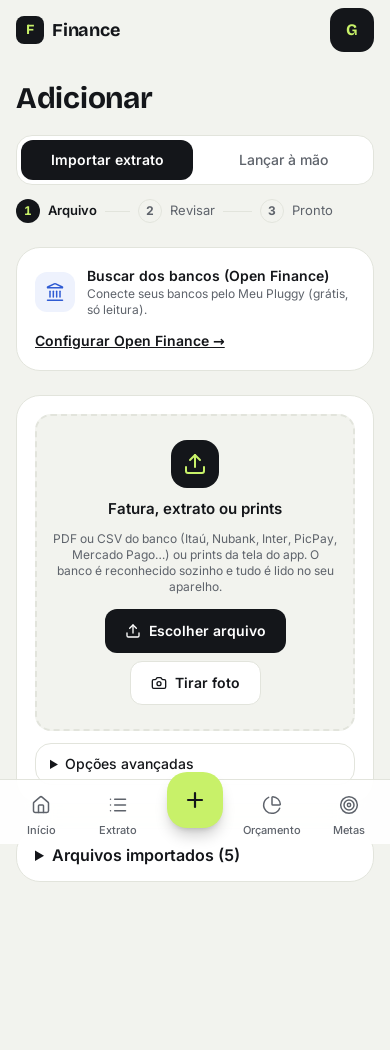 F Finance
G
Adicionar
Importar extrato
Lançar à mão
1 Arquivo
2 Revisar
3 Pronto
Buscar dos bancos (Open Finance)
Conecte seus bancos pelo Meu Pluggy (grátis,
só leitura).
Configurar Open Finance →
Fatura, extrato ou prints
PDF ou CSV do banco (Itaú, Nubank, Inter, PicPay,
Mercado Pago…) ou prints da tela do app. O
banco é reconhecido sozinho e tudo é lido no seu
aparelho.
Escolher arquivo
Tirar foto
Opções avançadas
Início
Extrato
+
Orçamento
Metas
Arquivos importados (5)